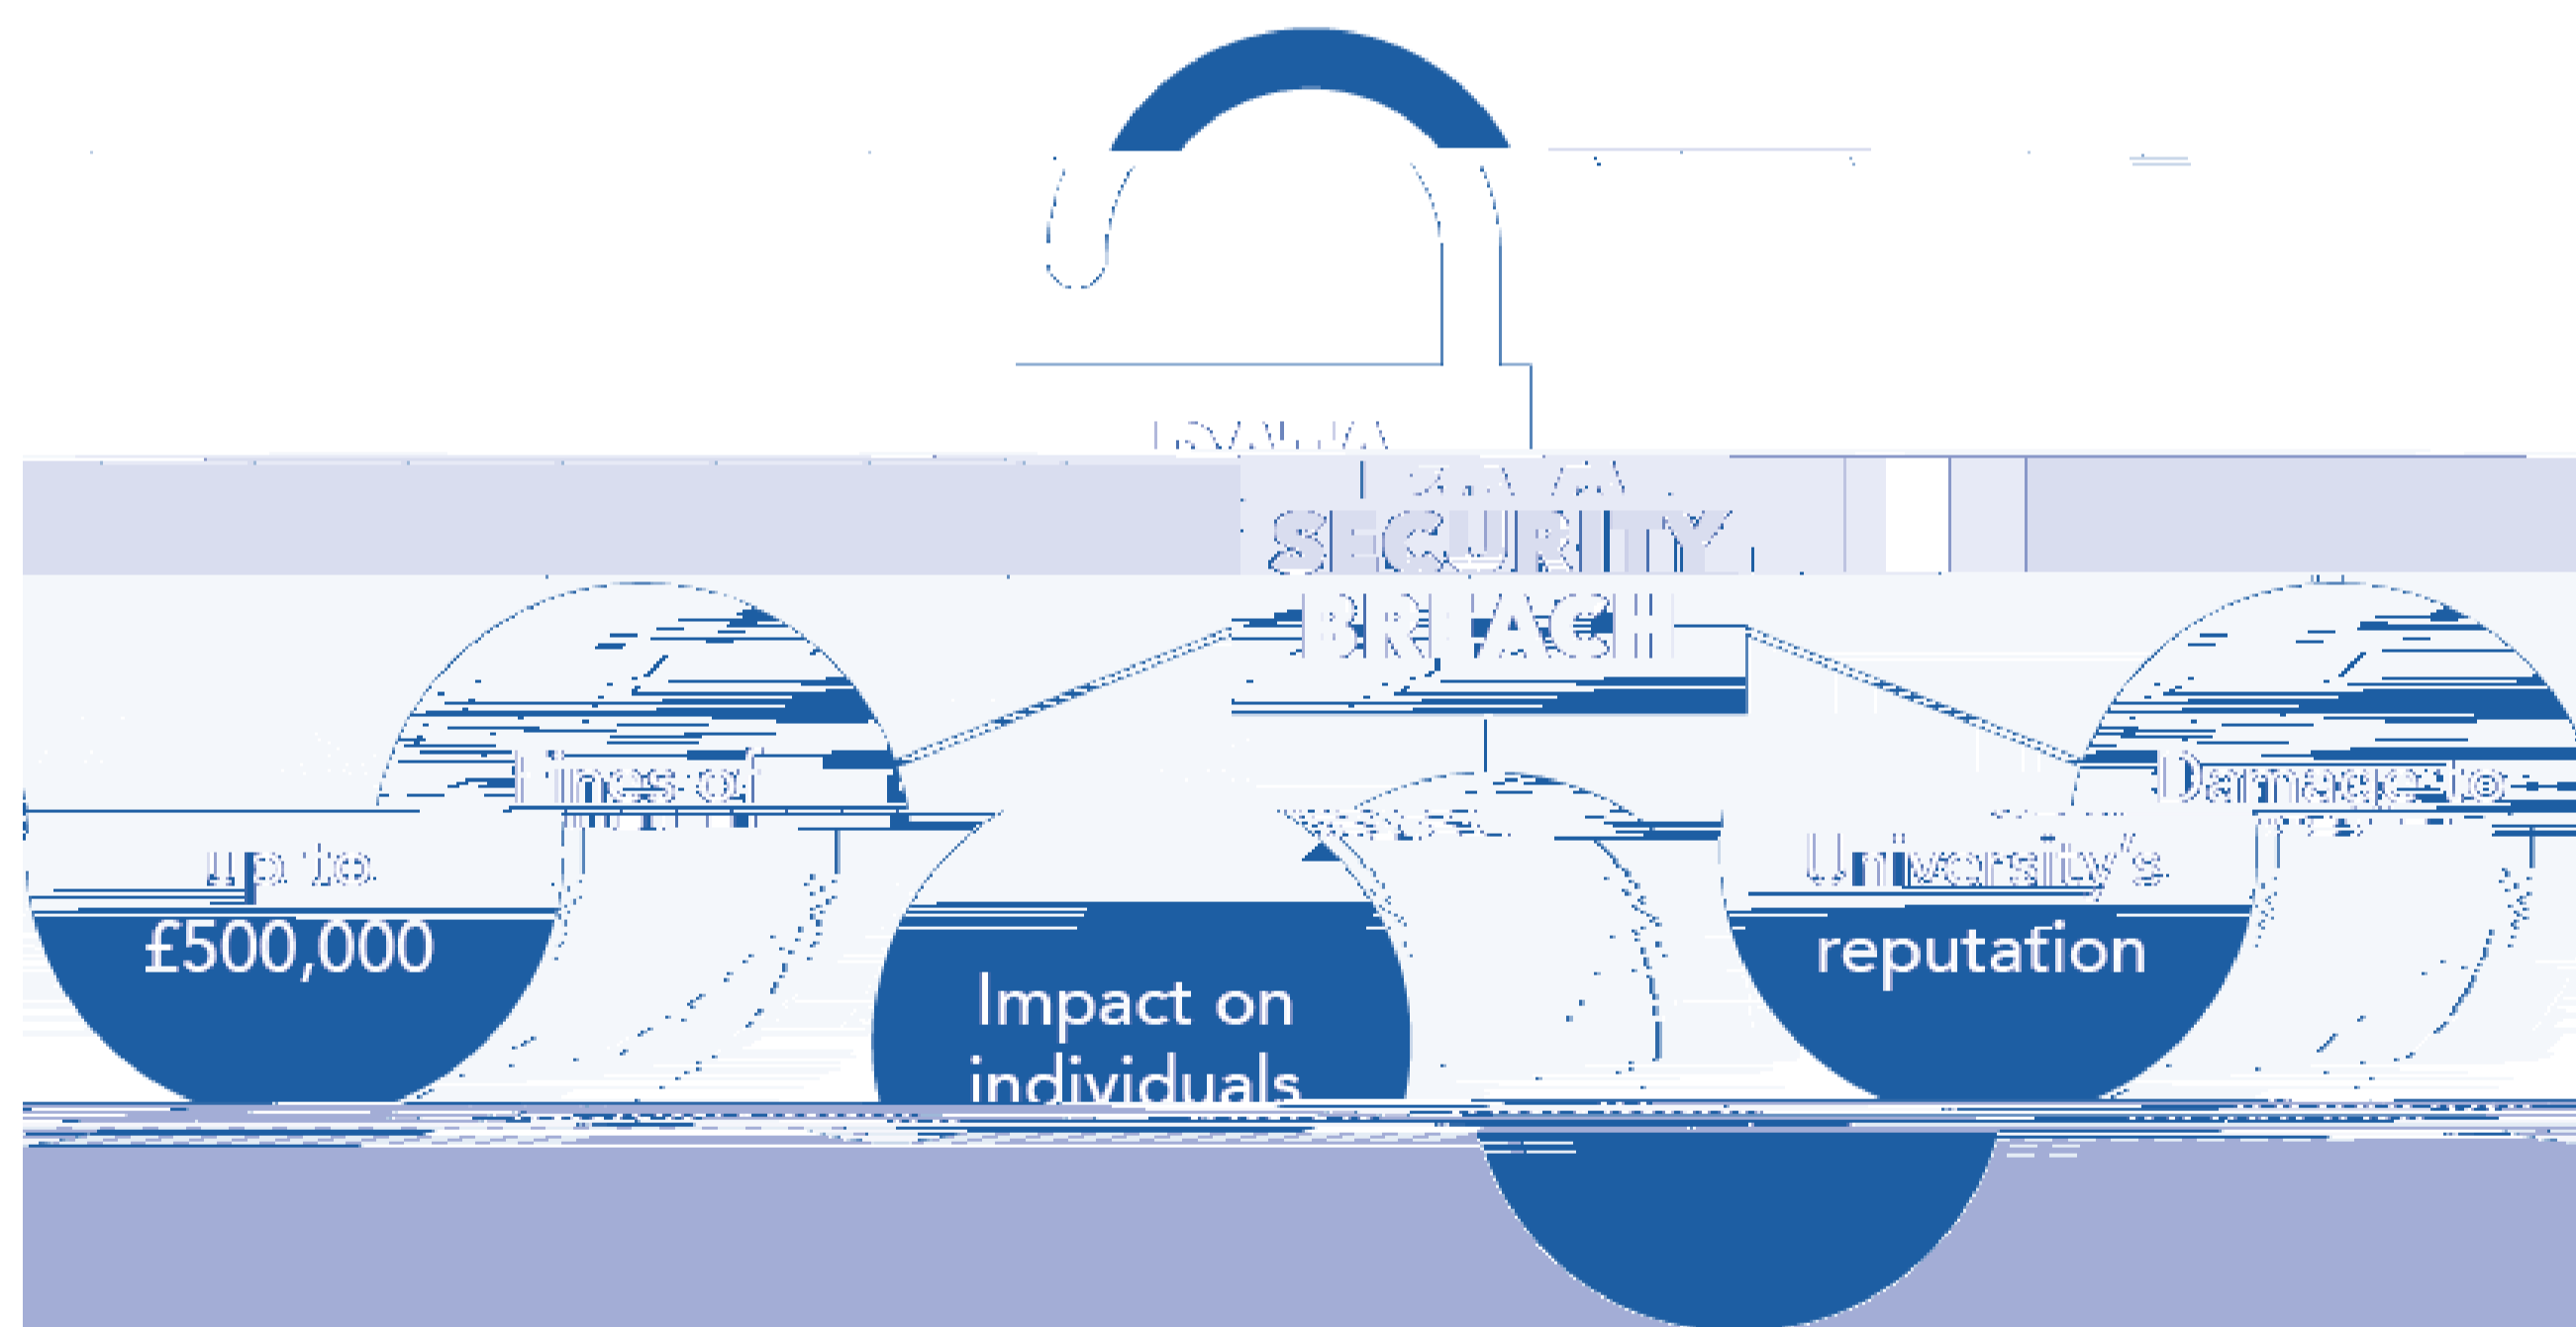 DATA
SECURITY
BREACH
Fines of
up to
£500,000
Impact on
individuals
Damage to
University's
reputation